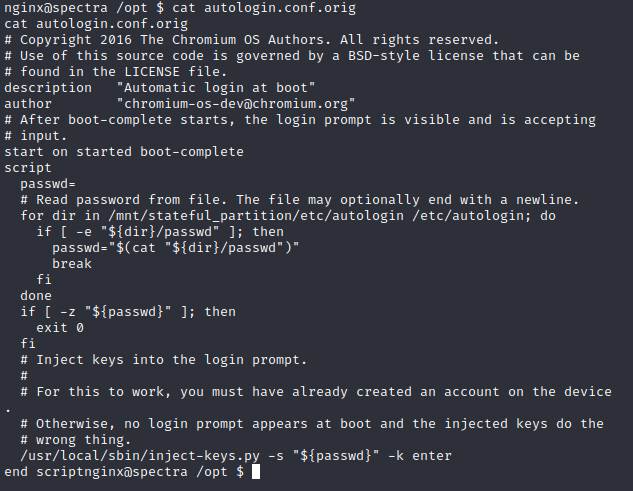 nginx@spectra /opt $ cat autologin.conf.orig
cat autologin.conf.orig
# Copyright 2016 The Chromium OS Authors. All rights reserved.
# Use of this source code is governed by a BSD-style license that can be
# found in the LICENSE file.
description   "Automatic login at boot"
author        "chromium-os-dev@chromium.org"
# After boot-complete starts, the login prompt is visible and is accepting
# input.
start on started boot-complete
script
  passwd=
  # Read password from file. The file may optionally end with a newline.
  for dir in /mnt/stateful_partition/etc/autologin /etc/autologin; do
    if [ -e "${dir}/passwd" ]; then
      passwd="$(cat "${dir}/passwd")"
      break
    fi
  done
  if [ -z "${passwd}" ]; then
    exit 0
  fi
  # Inject keys into the login prompt.
  #
  # For this to work, you must have already created an account on the device
.
  # Otherwise, no login prompt appears at boot and the injected keys do the
  # wrong thing.
  /usr/local/sbin/inject-keys.py -s "${passwd}" -k enter
end scriptnginx@spectra /opt $